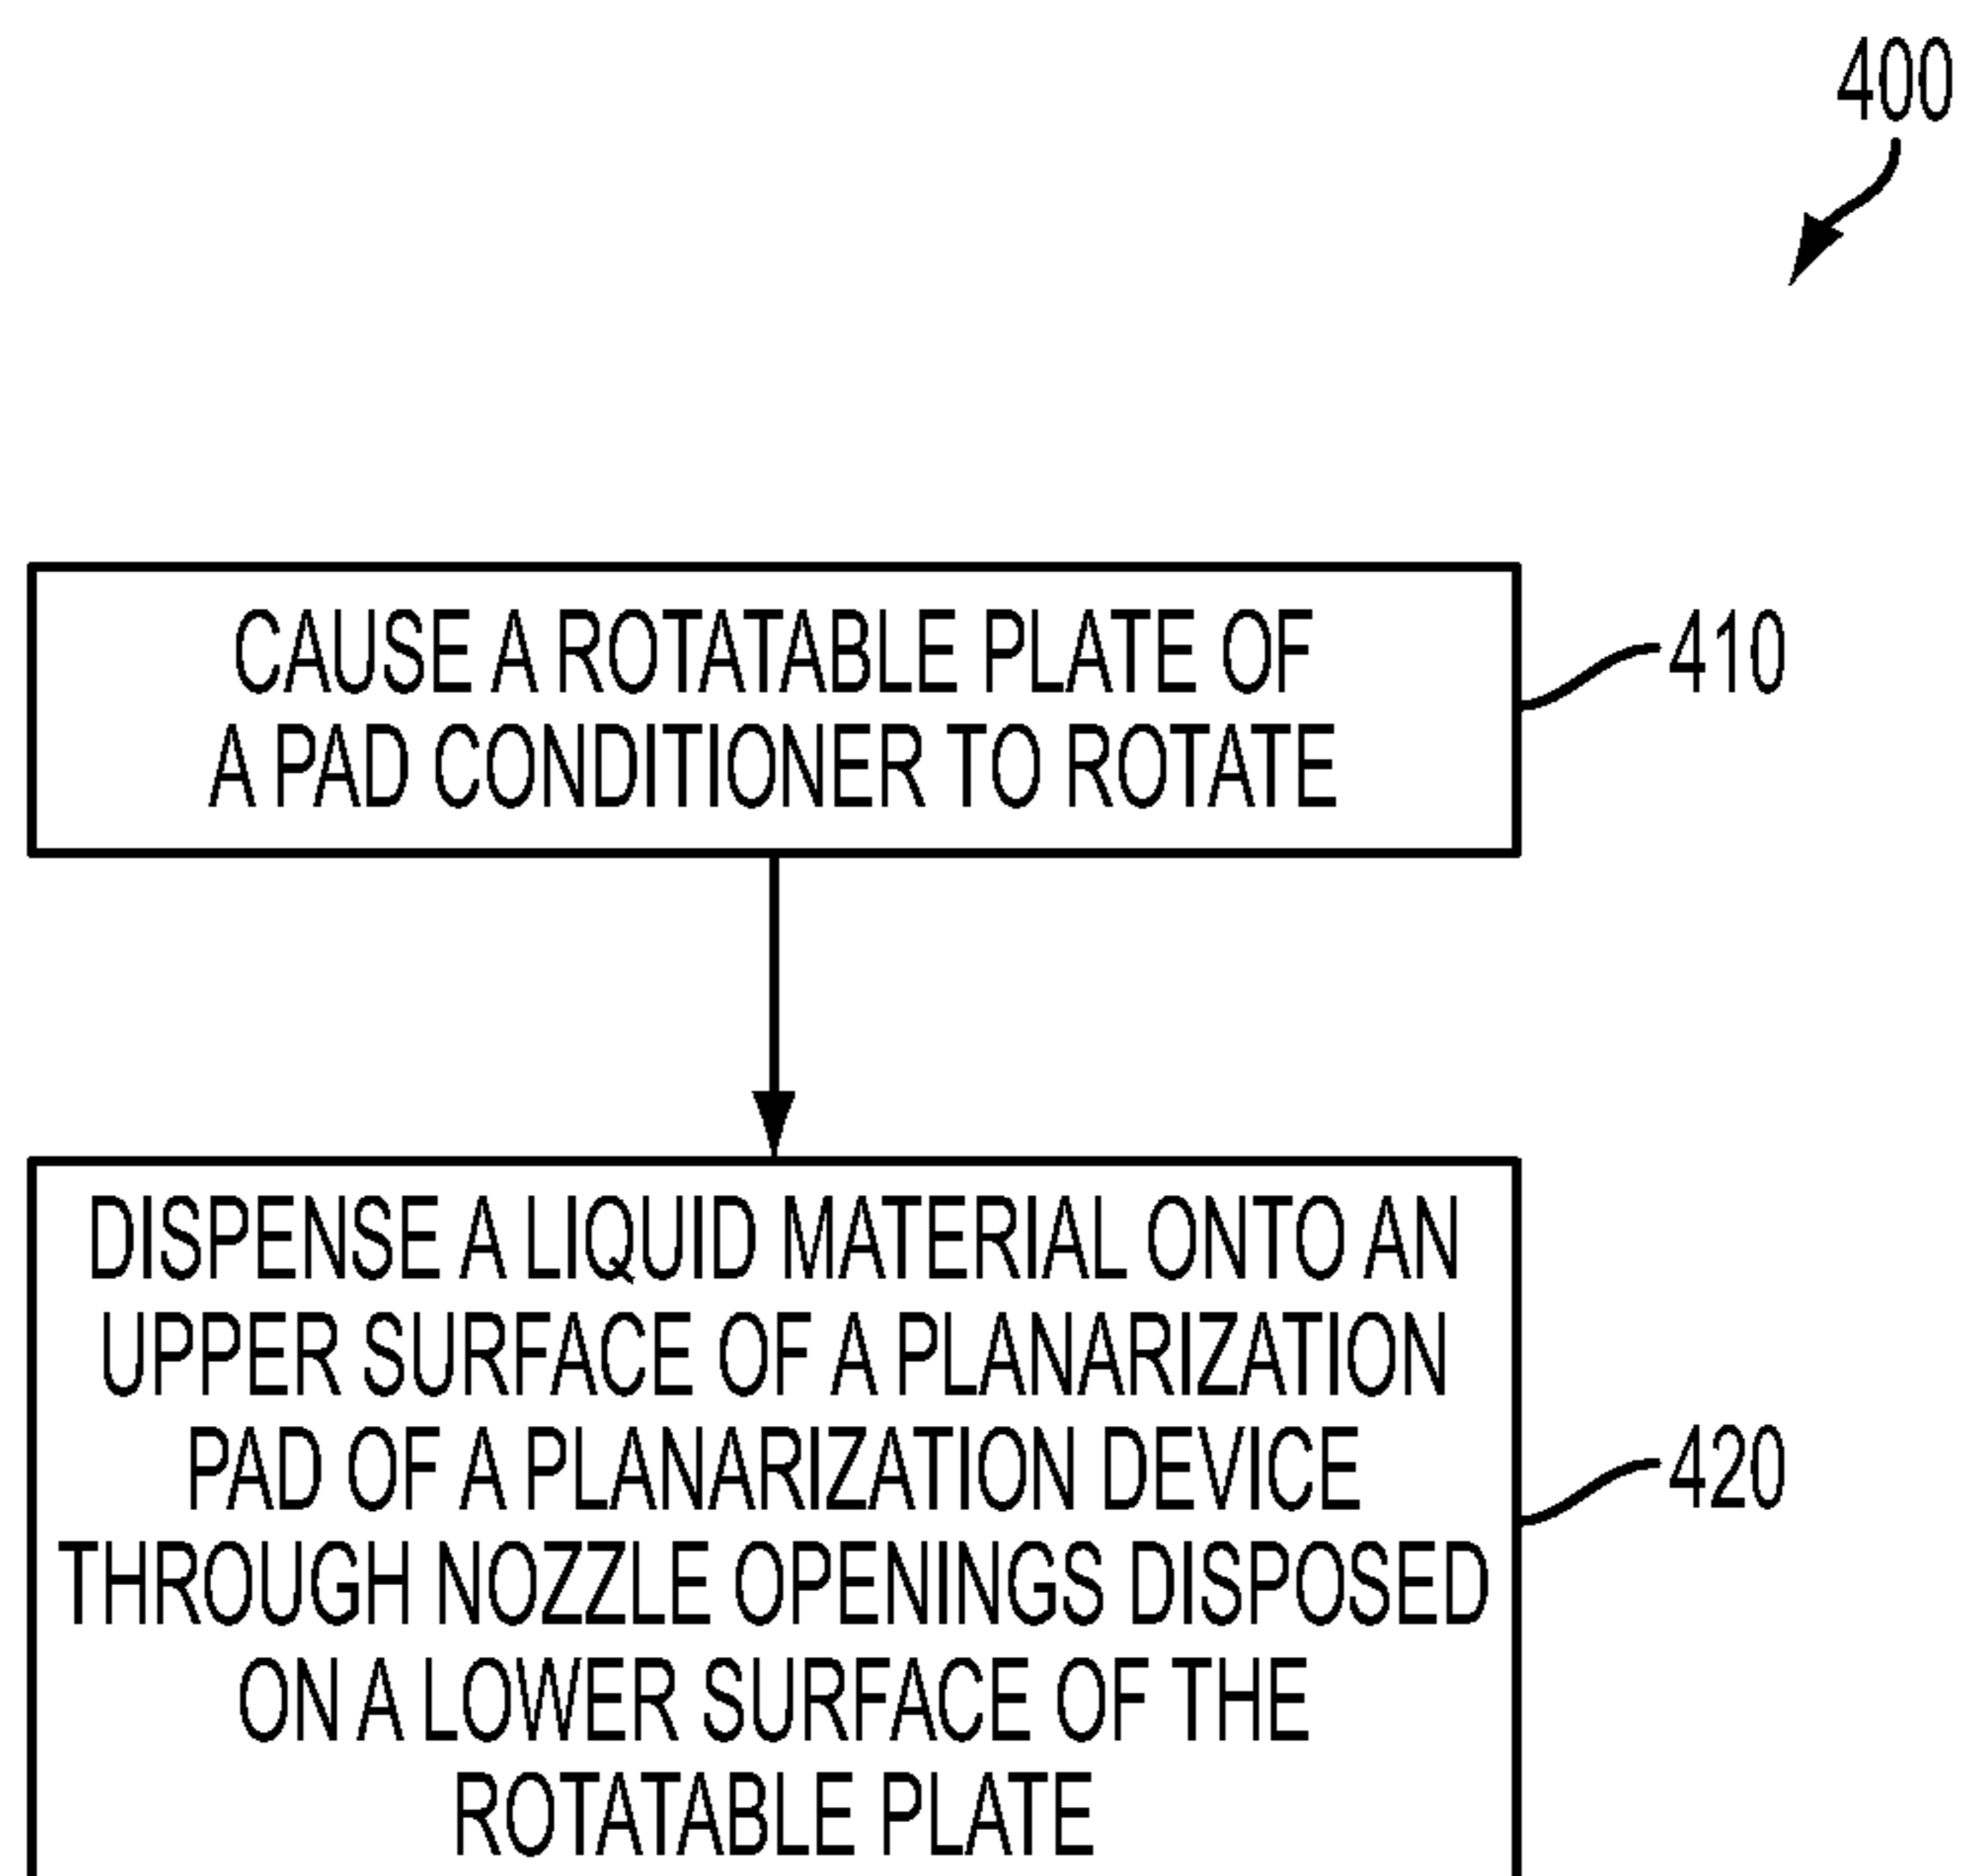 400
CAUSE A ROTATABLE PLATE OF
A PAD CONDITIONER TO ROTATE
410
DISPENSE A LIQUID MATERIAL ONTO AN
UPPER SURFACE OF A PLANARIZATION
PAD OF A PLANARIZATION DEVICE
THROUGH NOZZLE OPENINGS DISPOSED
ON A LOWER SURFACE OF THE
ROTATABLE PLATE
420